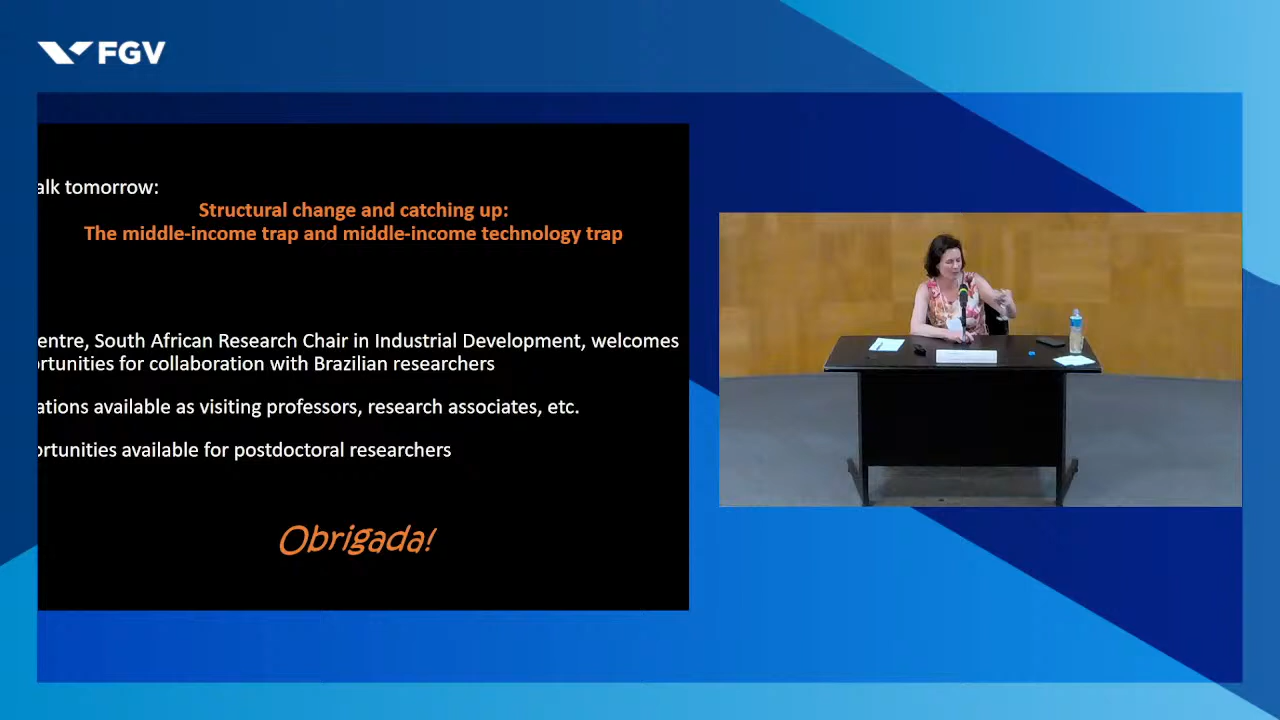 FGV
alk tomorrow:
Structural change and catching up:
The middle-income trap and middle-income technology trap
entre, South African Research Chair in Industrial Development, welcomes
rtunities for collaboration with Brazilian researchers
ations available as visiting professors, research associates, etc.
ortunities available for postdoctoral researchers
Obrigada!